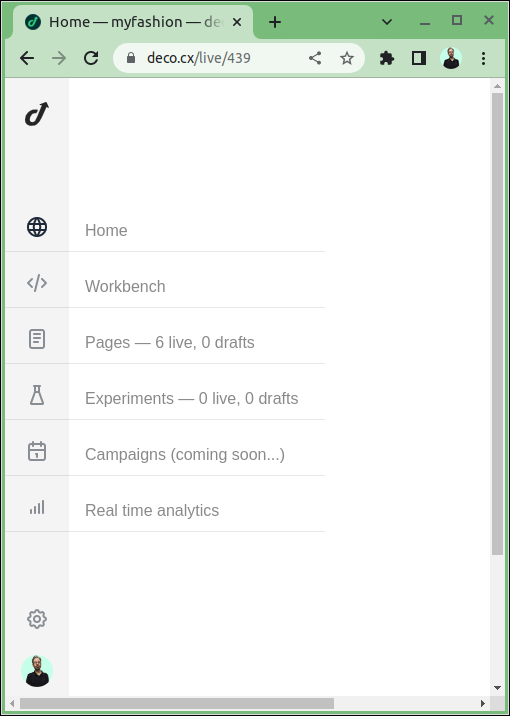 Home — myfashion — de
deco.cx/live/439
Home
Workbench
Pages — 6 live, 0 drafts
Experiments — 0 live, 0 drafts
Campaigns (coming soon...)
Real time analytics